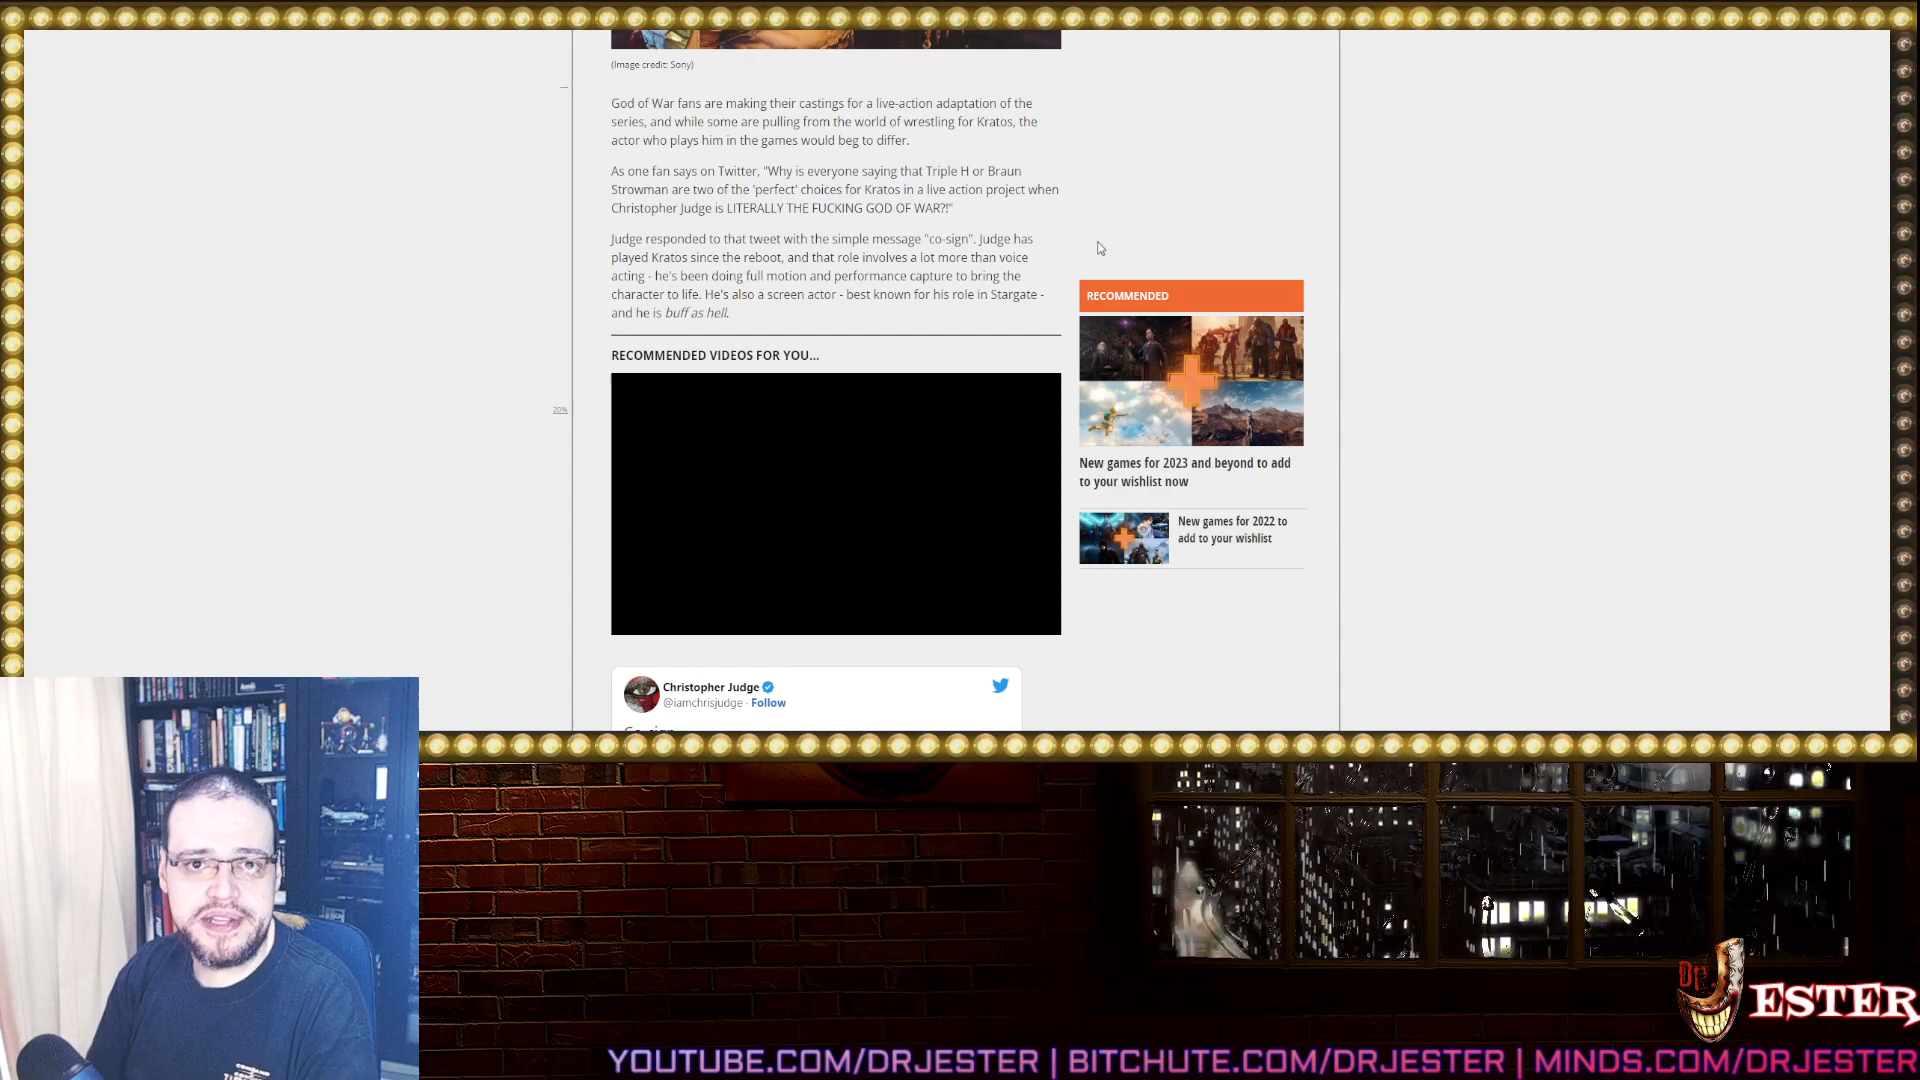 (Image credit: Sony)
God of War fans are making their castings for a live-action adaptation of the
series, and while some are pulling from the world of wrestling for Kratos, the
actor who plays him in the games would beg to differ.
As one fan says on Twitter, "Why is everyone saying that Triple H or Braun
Strowman are two of the 'perfect' choices for Kratos in a live action project when
Christopher Judge is LITERALLY THE FUCKING GOD OF WAR?!"
Judge responded to that tweet with the simple message "co-sign". Judge has
played Kratos since the reboot, and that role involves a lot more than voice
acting - he's been doing full motion and performance capture to bring the
character to life. He's also a screen actor - best known for his role in Stargate -
and he is buff as hell.
20%
RECOMMENDED VIDEOS FOR YOU...
RECOMMENDED
New games for 2023 and beyond to add
to your wishlist now
New games for 2022 to
add to your wishlist
Christopher Judge
@iamchrisjudge · Follow
Dr JESTER
YOUTUBE.COM/DRJESTER | BITCHUTE.COM/DRJESTER | MINDS.COM/DRJESTER